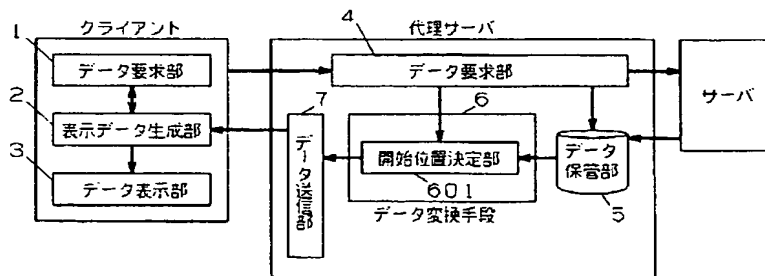 クライアント
代理サーバ
1
データ要求部
4
データ要求部
サーバ
2
表示データ生成部
7
データ送信部
6
開始位置決定部
601
データ変換手段
データ
保管部
5
3
データ表示部